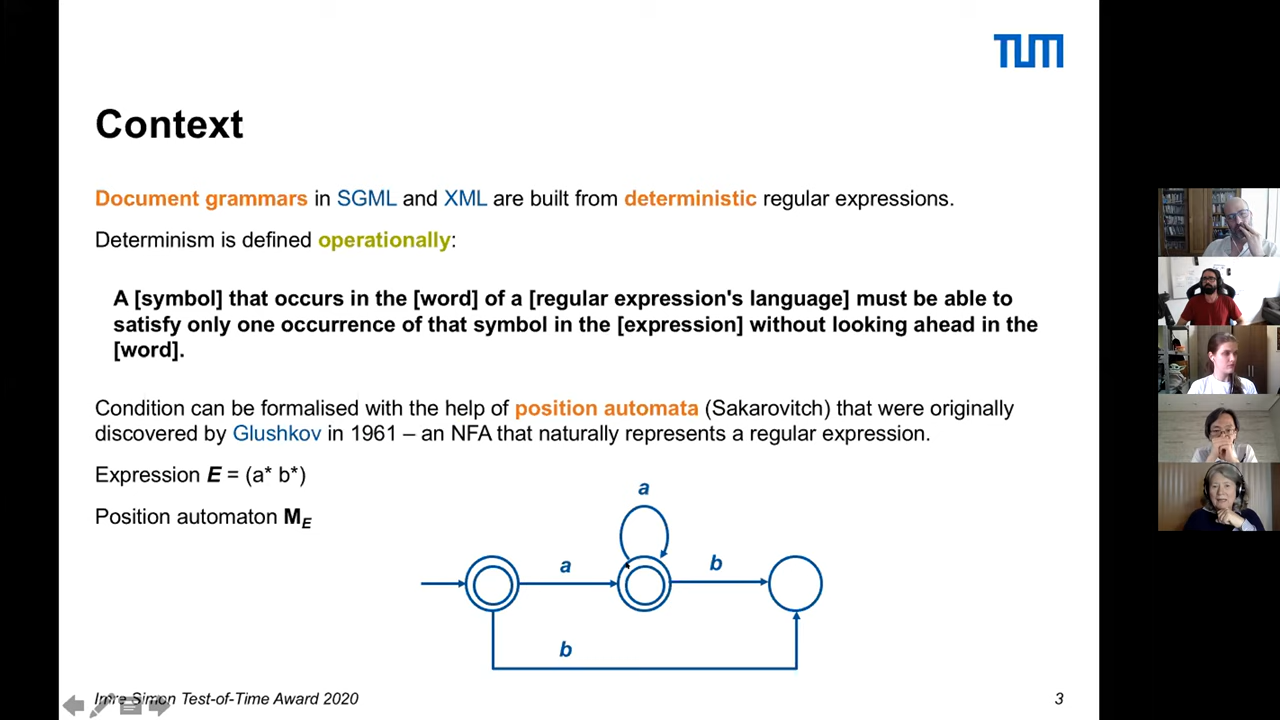 TUM
Context
Document grammars in SGML and XML are built from deterministic regular expressions.
Determinism is defined operationally:
A [symbol] that occurs in the [word] of a [regular expression's language] must be able to
satisfy only one occurrence of that symbol in the [expression] without looking ahead in the
[word].
Condition can be formalised with the help of position automata (Sakarovitch) that were originally
discovered by Glushkov in 1961 – an NFA that naturally represents a regular expression.
Expression E = (a* b*)
Position automaton M_E
a
a
b
b
Imre Simon Test-of-Time Award 2020
3